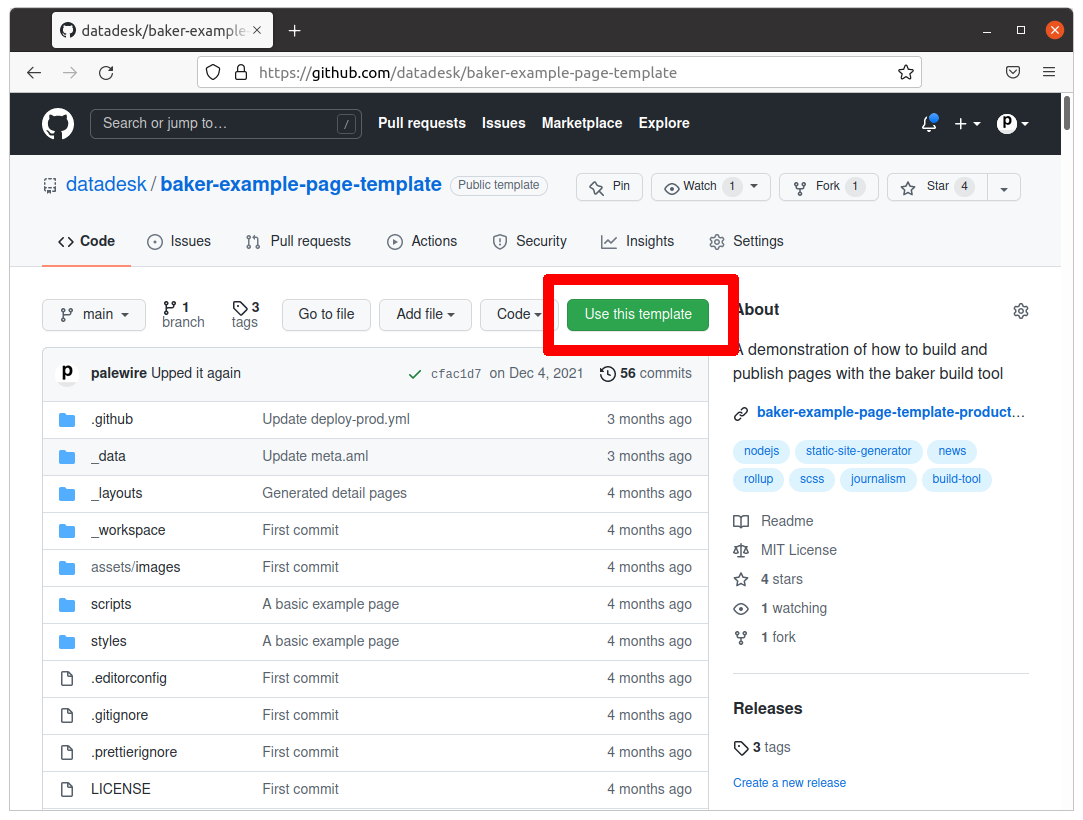 datadesk/baker-example
https://github.com/datadesk/baker-example-page-template
Search or jump to… / Pull requests Issues Marketplace Explore p
datadesk / baker-example-page-template Public template Pin Watch 1 Fork 1 Star 4
Code Issues Pull requests Actions Security Insights Settings
main 1 branch 3 tags Go to file Add file Code Use this template
p palewire Upped it again cfac1d7 on Dec 4, 2021 56 commits
.github Update deploy-prod.yml 3 months ago
_data Update meta.aml 3 months ago
_layouts Generated detail pages 4 months ago
_workspace First commit 4 months ago
assets/images First commit 4 months ago
scripts A basic example page 4 months ago
styles A basic example page 4 months ago
.editorconfig First commit 4 months ago
.gitignore First commit 4 months ago
.prettierignore First commit 4 months ago
LICENSE First commit 4 months ago
About
A demonstration of how to build and
publish pages with the baker build tool
baker-example-page-template-product…
nodejs static-site-generator news
rollup scss journalism build-tool
Readme
MIT License
4 stars
1 watching
1 fork
Releases
3 tags
Create a new release